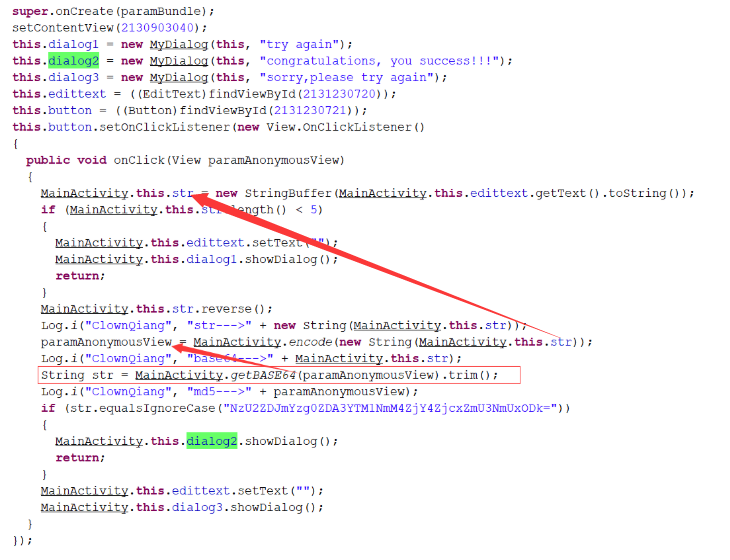 super.onCreate(paramBundle);
setContentView(2130903040);
this.dialog1 = new MyDialog(this, "try again");
this.dialog2 = new MyDialog(this, "congratulations, you success!!!");
this.dialog3 = new MyDialog(this, "sorry,please try again");
this.edittext = ((EditText)findViewById(2131230720));
this.button = ((Button)findViewById(2131230721));
this.button.setOnClickListener(new View.OnClickListener()
{
public void onClick(View paramAnonymousView)
{
MainActivity.this.str = new StringBuffer(MainActivity.this.edittext.getText().toString());
if (MainActivity.this.str.length() < 5)
{
MainActivity.this.edittext.setText("");
MainActivity.this.dialog1.showDialog();
return;
}
MainActivity.this.str.reverse();
Log.i("ClownQiang", "str--->" + new String(MainActivity.this.str));
paramAnonymousView = MainActivity.encode(new String(MainActivity.this.str));
Log.i("ClownQiang", "base64--->" + MainActivity.this.str);
String str = MainActivity.getBASE64(paramAnonymousView).trim();
Log.i("ClownQiang", "md5--->" + paramAnonymousView);
if (str.equalsIgnoreCase("NzU2ZDJmYzg0ZDA3YTM1NmM4ZjY4ZjcxZmU3NmUxODk="))
{
MainActivity.this.dialog2.showDialog();
return;
}
MainActivity.this.edittext.setText("");
MainActivity.this.dialog3.showDialog();
}
});